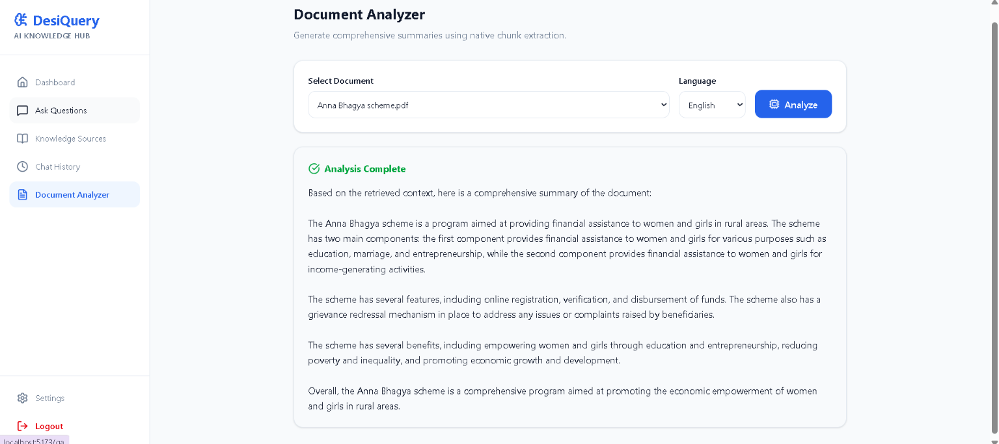 DesiQuery
AI KNOWLEDGE HUB
Dashboard
Ask Questions
Knowledge Sources
Chat History
Document Analyzer
Settings
Logout
localhost:5173/qa
Document Analyzer
Generate comprehensive summaries using native chunk extraction.
Select Document
Anna Bhagya scheme.pdf
Language
English
Analyze
Analysis Complete
Based on the retrieved context, here is a comprehensive summary of the document:
The Anna Bhagya scheme is a program aimed at providing financial assistance to women and girls in rural areas. The scheme
has two main components: the first component provides financial assistance to women and girls for various purposes such as
education, marriage, and entrepreneurship, while the second component provides financial assistance to women and girls for
income-generating activities.
The scheme has several features, including online registration, verification, and disbursement of funds. The scheme also has a
grievance redressal mechanism in place to address any issues or complaints raised by beneficiaries.
The scheme has several benefits, including empowering women and girls through education and entrepreneurship, reducing
poverty and inequality, and promoting economic growth and development.
Overall, the Anna Bhagya scheme is a comprehensive program aimed at promoting the economic empowerment of women
and girls in rural areas.